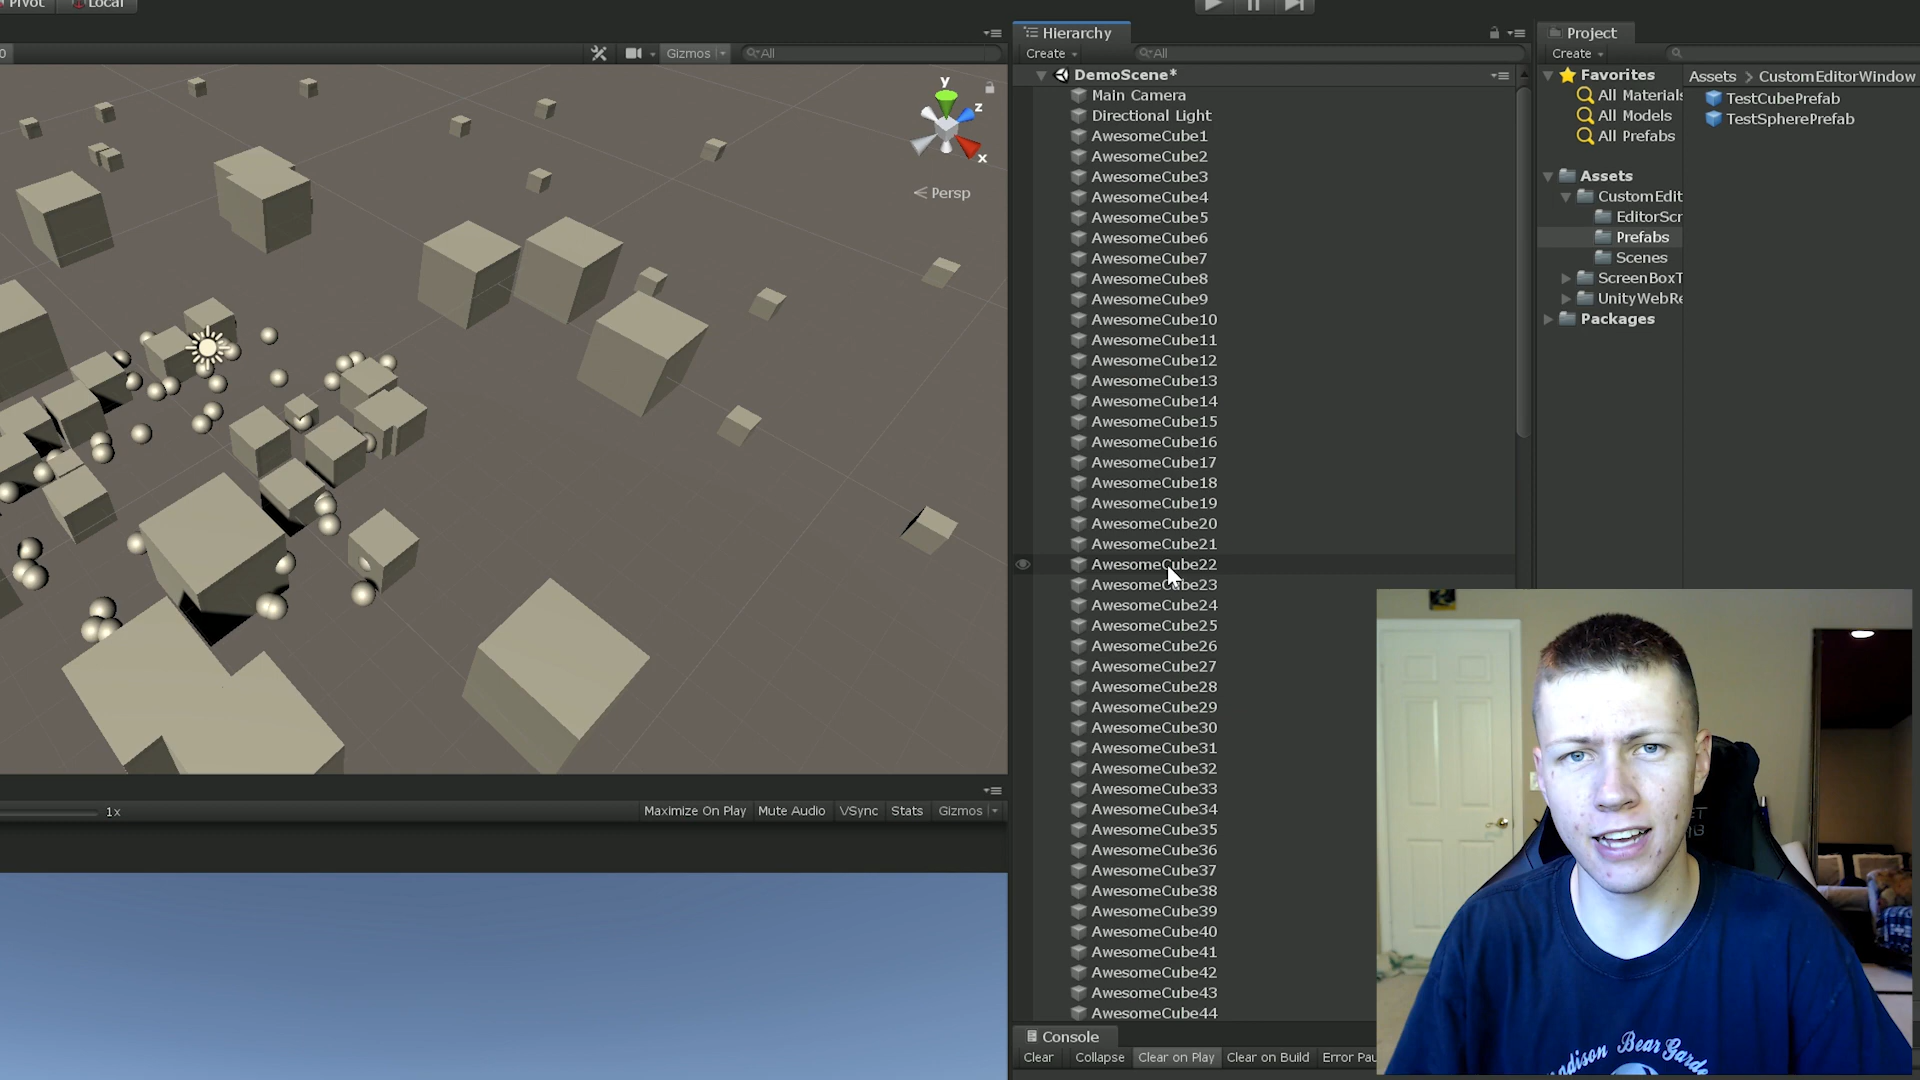 Pivot
Local
0
Gizmos
All
y
z
x
Persp
1x
Maximize On Play
Mute Audio
VSync
Stats
Gizmos
Hierarchy
Create
All
DemoScene*
Main Camera
Directional Light
AwesomeCube1
AwesomeCube2
AwesomeCube3
AwesomeCube4
AwesomeCube5
AwesomeCube6
AwesomeCube7
AwesomeCube8
AwesomeCube9
AwesomeCube10
AwesomeCube11
AwesomeCube12
AwesomeCube13
AwesomeCube14
AwesomeCube15
AwesomeCube16
AwesomeCube17
AwesomeCube18
AwesomeCube19
AwesomeCube20
AwesomeCube21
AwesomeCube22
AwesomeCube23
AwesomeCube24
AwesomeCube25
AwesomeCube26
AwesomeCube27
AwesomeCube28
AwesomeCube29
AwesomeCube30
AwesomeCube31
AwesomeCube32
AwesomeCube33
AwesomeCube34
AwesomeCube35
AwesomeCube36
AwesomeCube37
AwesomeCube38
AwesomeCube39
AwesomeCube40
AwesomeCube41
AwesomeCube42
AwesomeCube43
AwesomeCube44
Console
Clear
Collapse
Clear on Play
Clear on Build
Error Pau
Project
Create
Favorites
All Materials
All Models
All Prefabs
Assets
CustomEdit
EditorScr
Prefabs
Scenes
ScreenBoxT
UnityWebRe
Packages
Assets > CustomEditorWindow
TestCubePrefab
TestSpherePrefab
adison Bear Garde